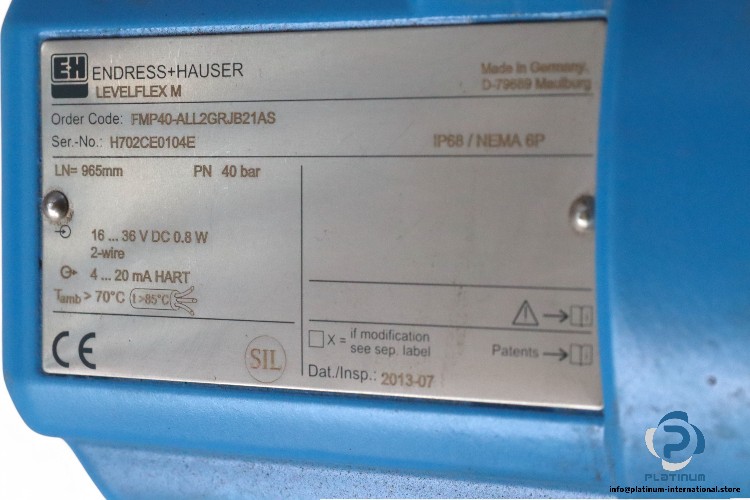 E+H ENDRESS+HAUSER
LEVELFLEX M
Made in Germany,
D-79689 Maulburg
Order Code: FMP40-ALL2GRJB21AS
Ser.-No.: H702CE0104E
IP68 / NEMA 6P
LN= 965mm PN 40 bar
16 ... 36 V DC 0.8 W
2-wire
4 ... 20 mA HART
Tamb > 70°C t >85°C
CE
SIL
X = if modification
see sep. label
Patents
Dat./Insp.: 2013-07
PLATINUM
info@platinum-international.store